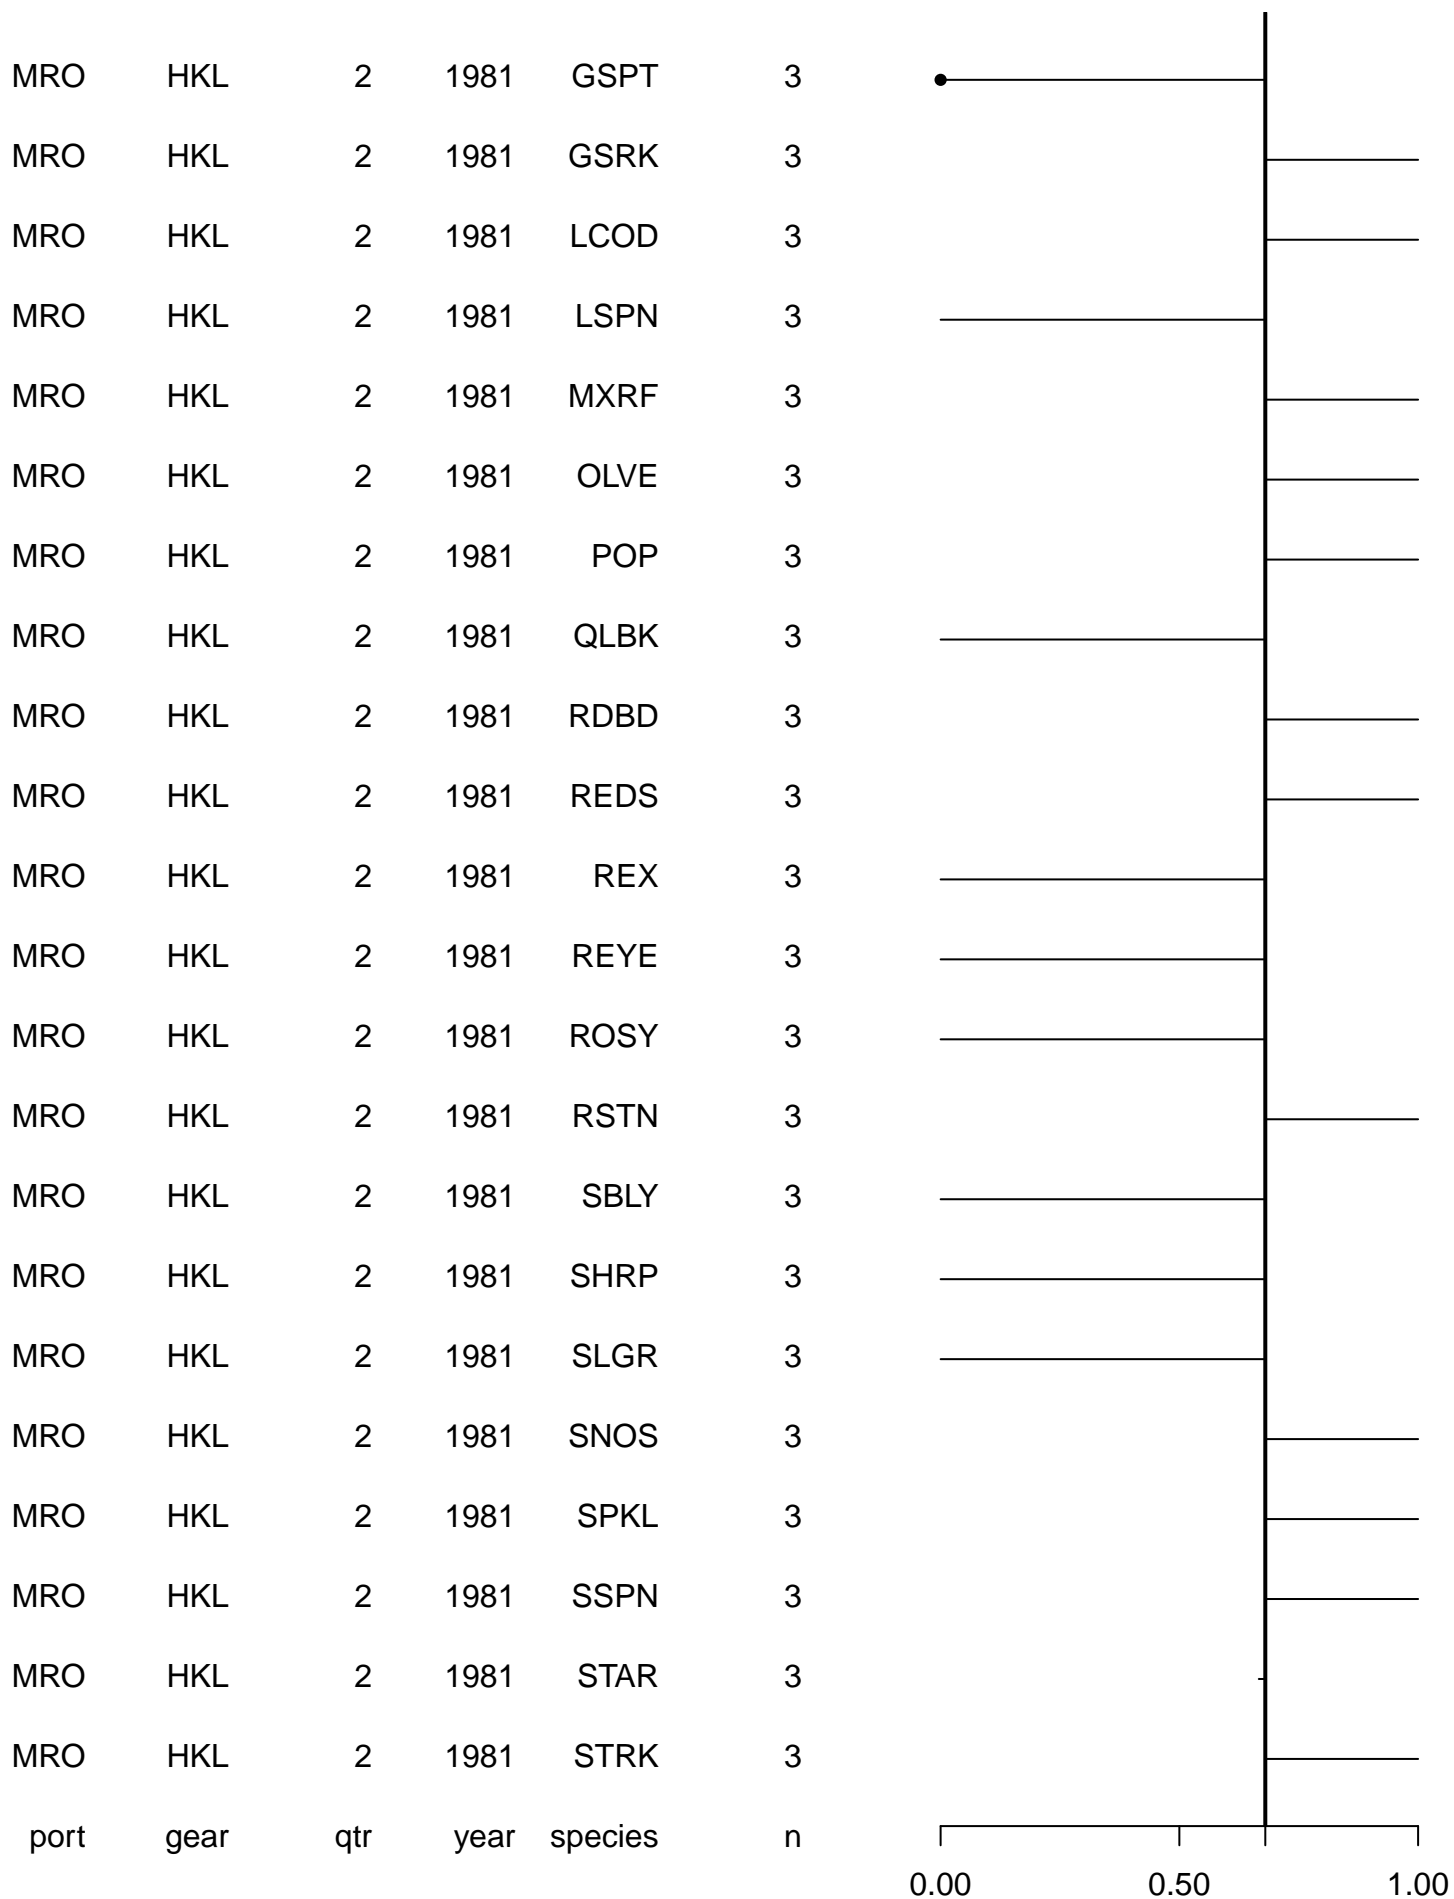 MRO HKL 2 1981 GSPT 3
MRO HKL 2 1981 GSRK 3
MRO HKL 2 1981 LCOD 3
MRO HKL 2 1981 LSPN 3
MRO HKL 2 1981 MXRF 3
MRO HKL 2 1981 OLVE 3
MRO HKL 2 1981 POP 3
MRO HKL 2 1981 QLBK 3
MRO HKL 2 1981 RDBD 3
MRO HKL 2 1981 REDS 3
MRO HKL 2 1981 REX 3
MRO HKL 2 1981 REYE 3
MRO HKL 2 1981 ROSY 3
MRO HKL 2 1981 RSTN 3
MRO HKL 2 1981 SBLY 3
MRO HKL 2 1981 SHRP 3
MRO HKL 2 1981 SLGR 3
MRO HKL 2 1981 SNOS 3
MRO HKL 2 1981 SPKL 3
MRO HKL 2 1981 SSPN 3
MRO HKL 2 1981 STAR 3
MRO HKL 2 1981 STRK 3
port gear qtr year species n
0.00 0.50 1.00